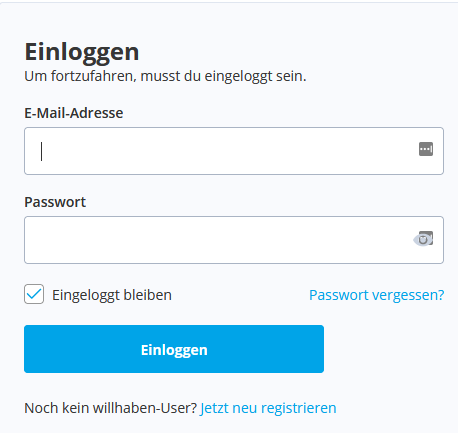 Einloggen
Um fortzufahren, musst du eingeloggt sein.
E-Mail-Adresse
Passwort
Eingeloggt bleiben Passwort vergessen?
Einloggen
Noch kein willhaben-User? Jetzt neu registrieren